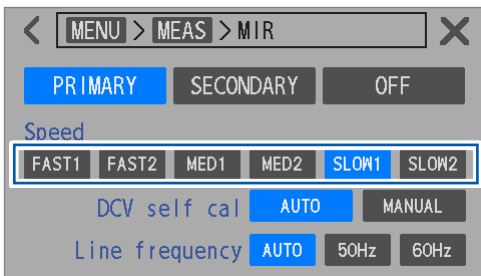 < MENU > MEAS > MIR X
PRIMARY SECONDARY OFF
Speed
FAST1 FAST2 MED1 MED2 SLOW1 SLOW2
DCV self cal AUTO MANUAL
Line frequency AUTO 50Hz 60Hz